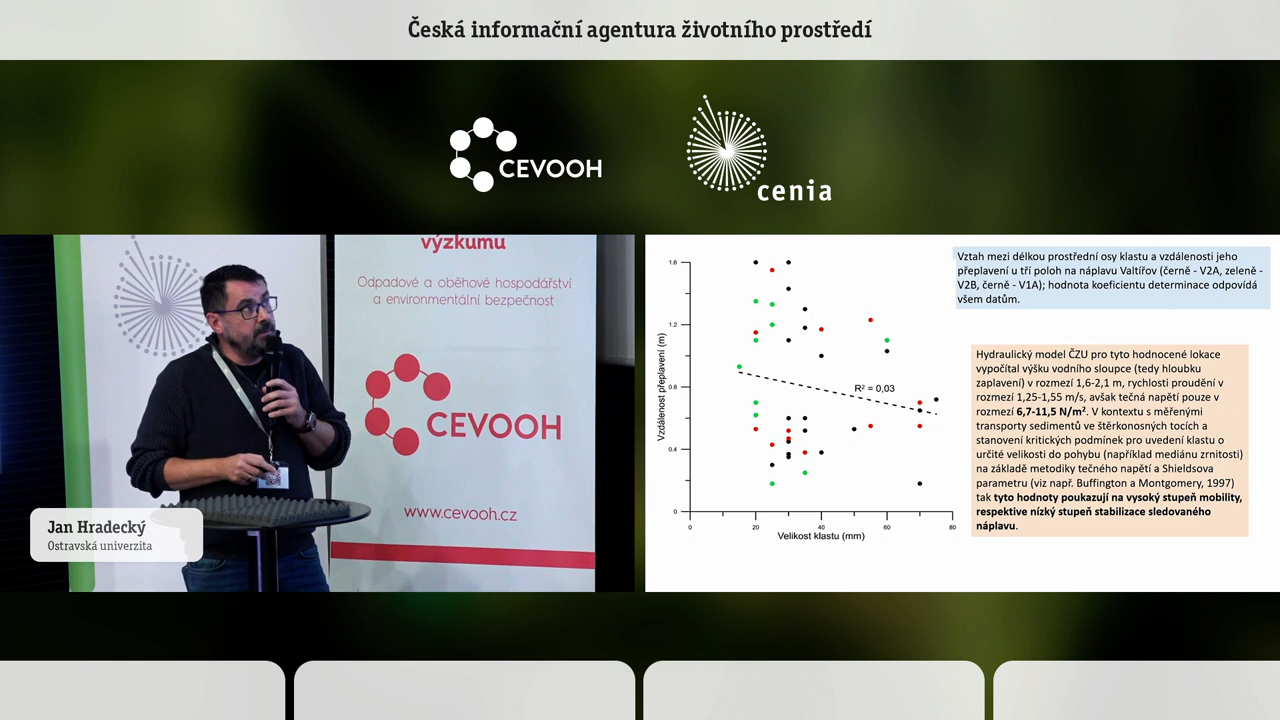 Česká informační agentura životního prostředí
CEVOOH
cenia
výzkumu
Odpadové a oběhové hospodářství
a environmentální bezpečnost
CEVOOH
www.cevooh.cz
Jan Hradecký
Ostravská univerzita
1.6
1.2
0.8
0.4
0
Vzdálenost přeplavení (m)
R² = 0,03
0
20
40
60
80
Velikost klastu (mm)
Vztah mezi délkou prostřední osy klastu a vzdálenosti jeho
přeplavení u tří poloh na náplavu Valtířov (černě - V2A, zeleně -
V2B, černě - V1A); hodnota koeficientu determinace odpovídá
všem datům.
Hydraulický model ČZU pro tyto hodnocené lokace
vypočítal výšku vodního sloupce (tedy hloubku
zaplavení) v rozmezí 1,6-2,1 m, rychlosti proudění v
rozmezí 1,25-1,55 m/s, avšak tečná napětí pouze v
rozmezí 6,7-11,5 N/m². V kontextu s měřenými
transporty sedimentů ve štěrkonosných tocích a
stanovení kritických podmínek pro uvedení klastu o
určité velikosti do pohybu (například mediánu zrnitosti)
na základě metodiky tečného napětí a Shieldsova
parametru (viz např. Buffington a Montgomery, 1997)
tak tyto hodnoty poukazují na vysoký stupeň mobility,
respektive nízký stupeň stabilizace sledovaného
náplavu.